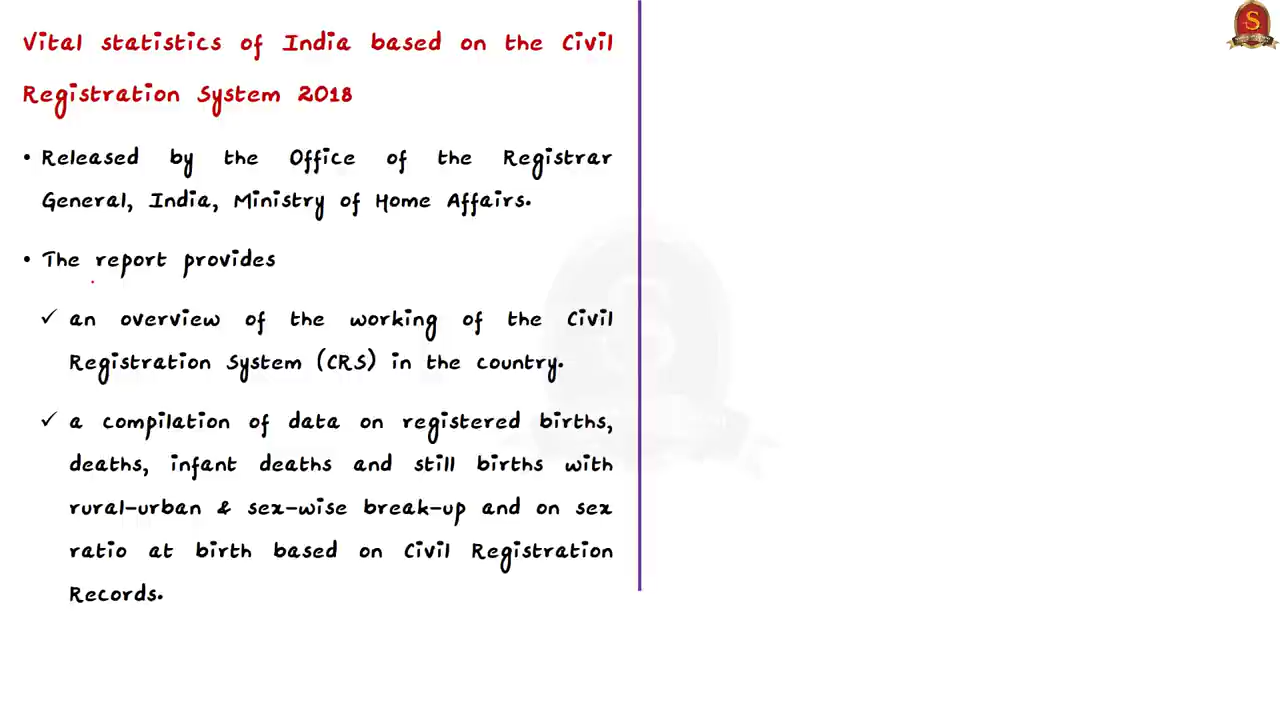 Vital statistics of India based on the Civil
Registration System 2018
• Released by the Office of the Registrar
General, India, Ministry of Home Affairs.
• The report provides
✓ an overview of the working of the Civil
Registration System (CRS) in the country.
✓ a compilation of data on registered births,
deaths, infant deaths and still births with
rural-urban & sex-wise break-up and on sex
ratio at birth based on Civil Registration
Records.
S